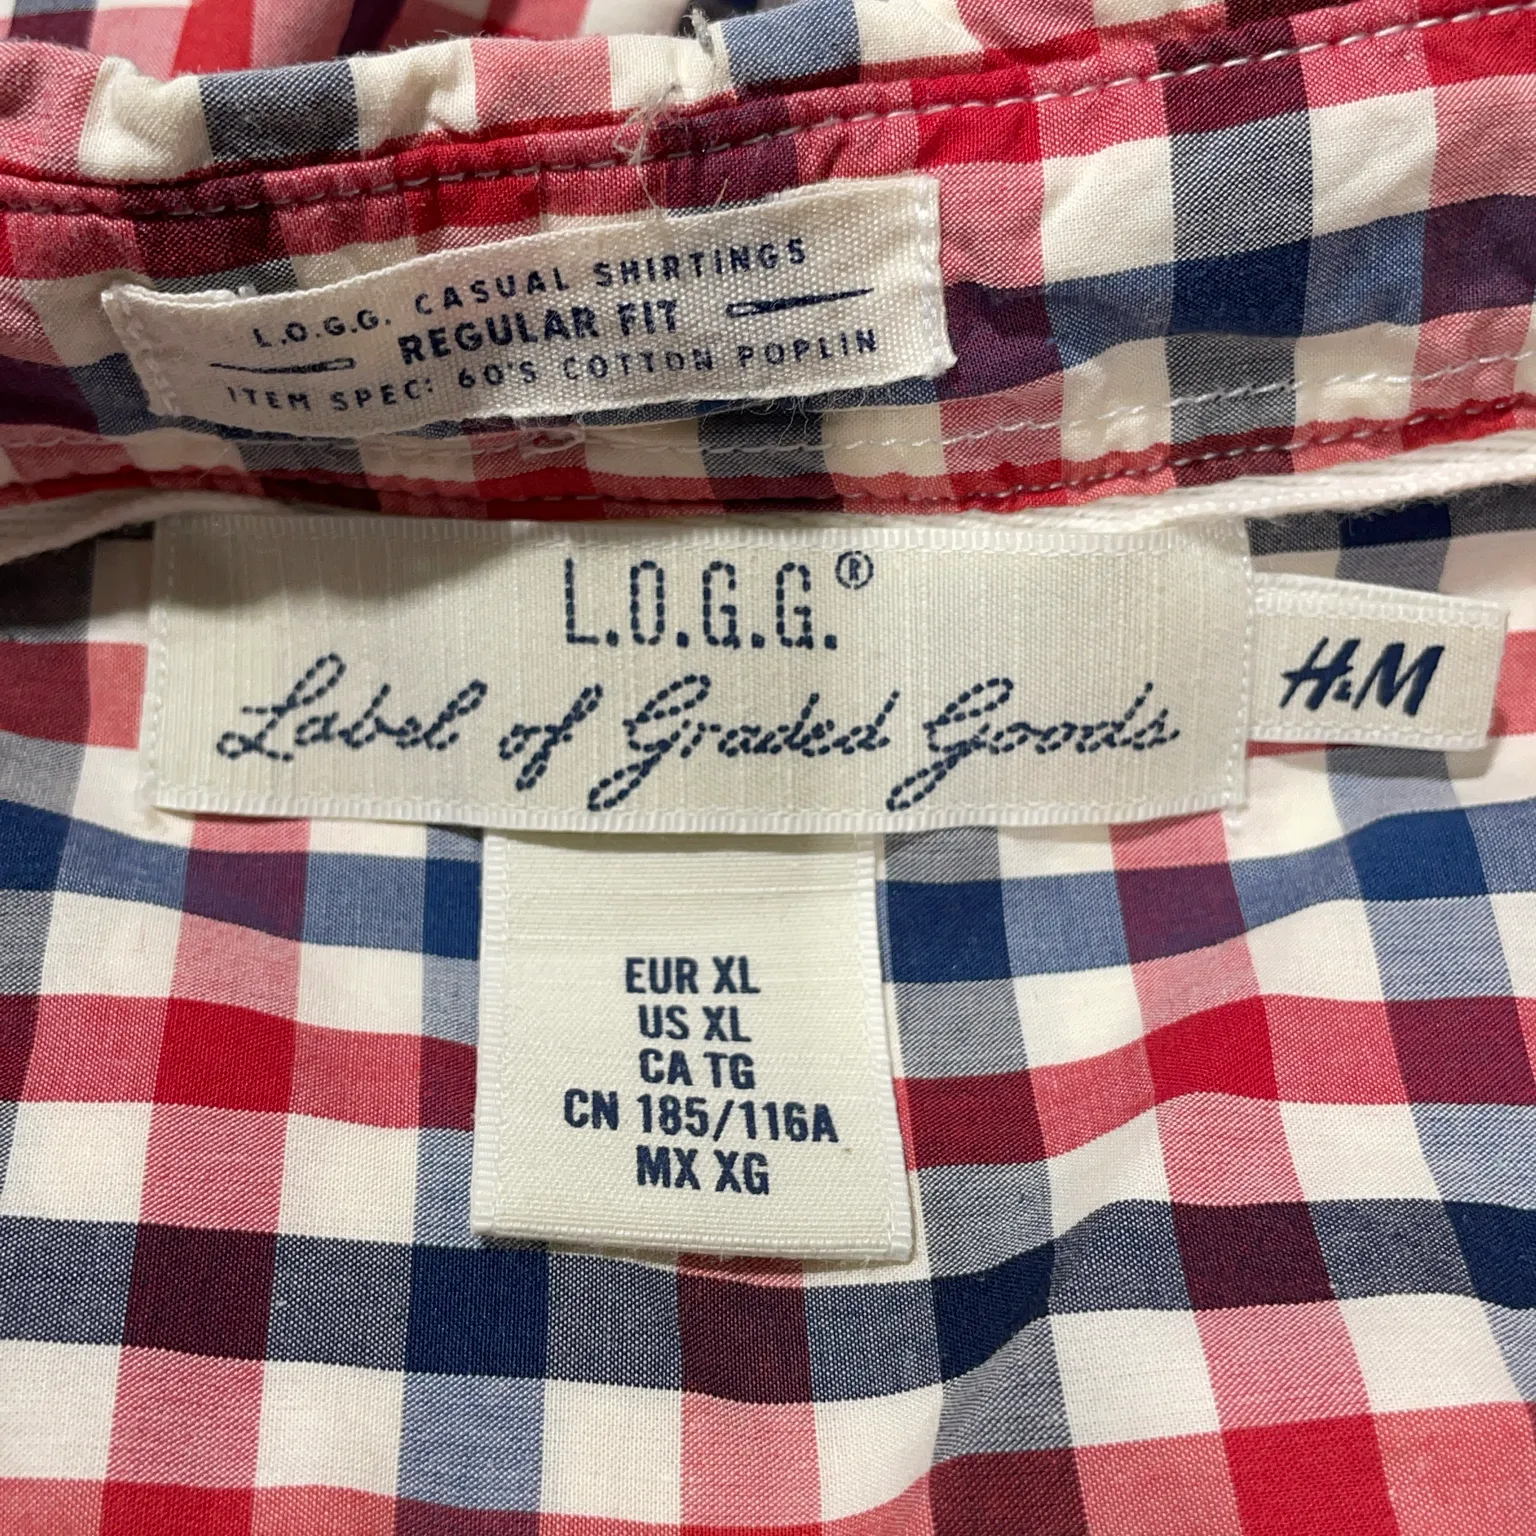 L.O.G.G. CASUAL SHIRTINGS
REGULAR FIT
ITEM SPEC: 60'S COTTON POPLIN
L.O.G.G.®
Label of Graded Goods
H&M
EUR XL
US XL
CA TG
CN 185/116A
MX XG